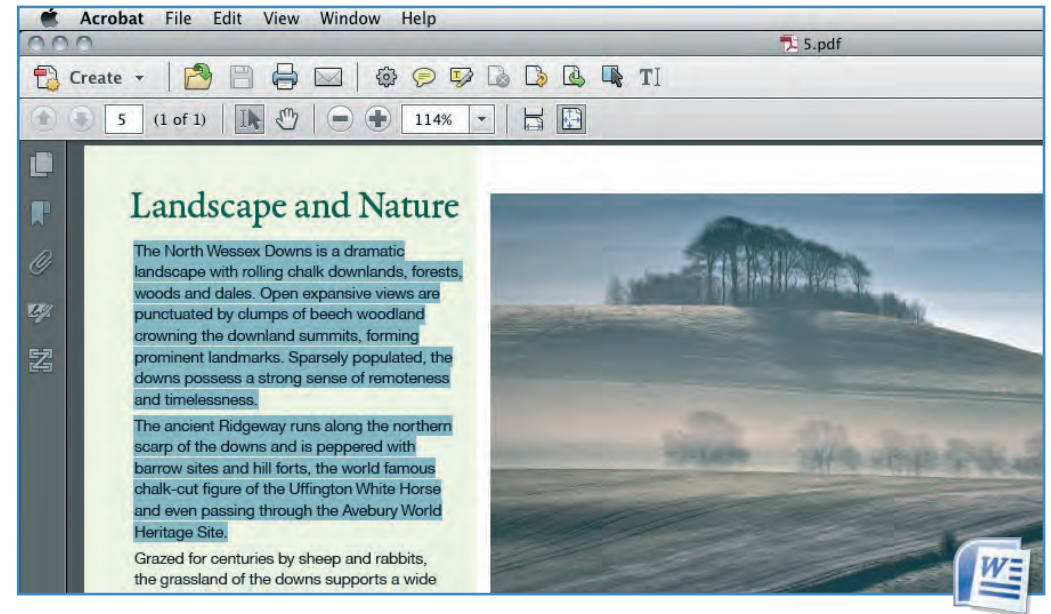 Acrobat File Edit View Window Help
5.pdf
Create
5 (1 of 1) 114%
Landscape and Nature
The North Wessex Downs is a dramatic
landscape with rolling chalk downlands, forests,
woods and dales. Open expansive views are
punctuated by clumps of beech woodland
crowning the downland summits, forming
prominent landmarks. Sparsely populated, the
downs possess a strong sense of remoteness
and timelessness.
The ancient Ridgeway runs along the northern
scarp of the downs and is peppered with
barrow sites and hill forts, the world famous
chalk-cut figure of the Uffington White Horse
and even passing through the Avebury World
Heritage Site.
Grazed for centuries by sheep and rabbits,
the grassland of the downs supports a wide
W